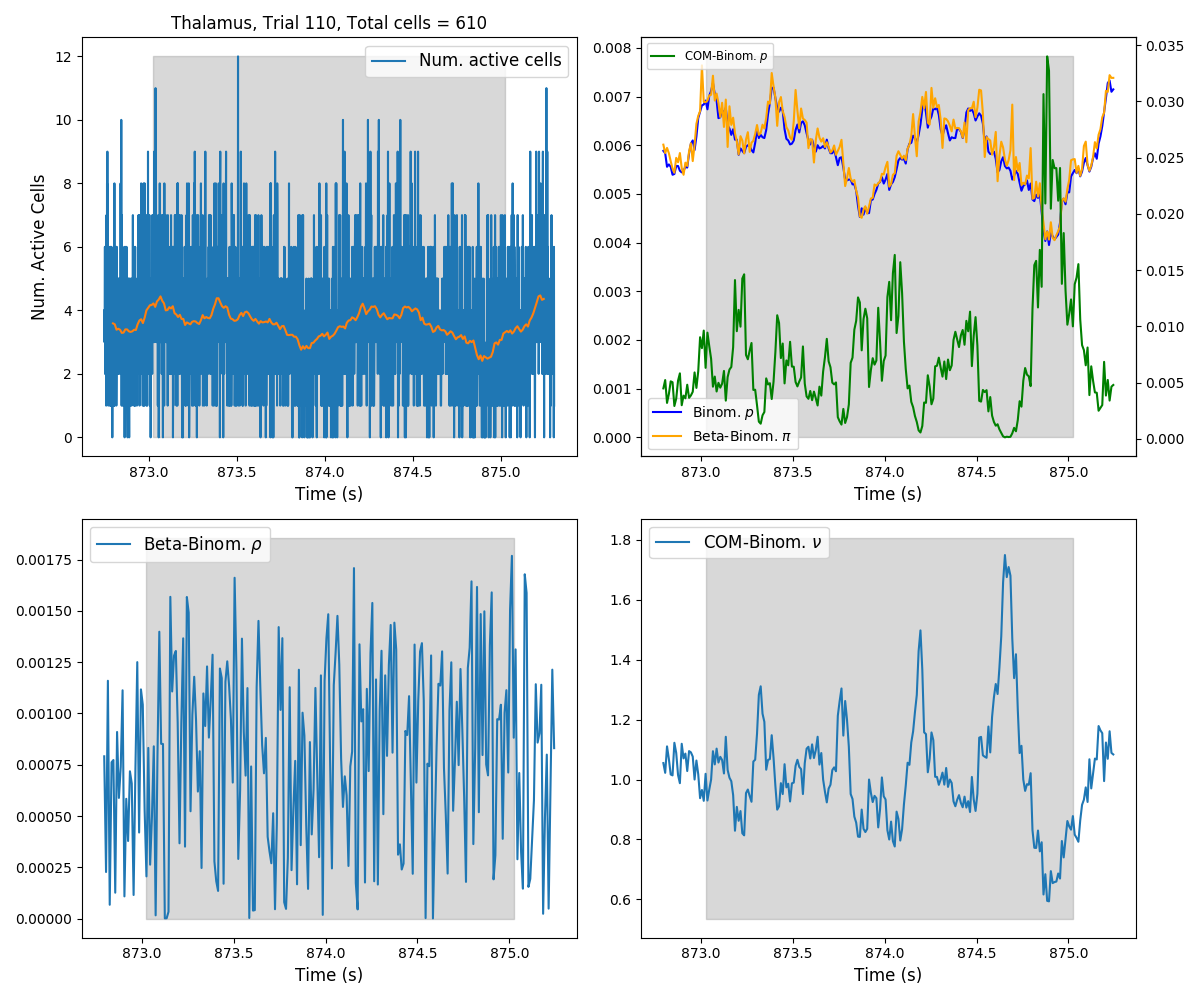 Thalamus, Trial 110, Total cells = 610
Num. Active Cells
Num. active cells
12
10
8
6
4
2
0
873.0 873.5 874.0 874.5 875.0
Time (s)
COM-Binom. p
0.008
0.007
0.006
0.005
0.004
0.003
0.002
0.001
0.000
0.035
0.030
0.025
0.020
0.015
0.010
0.005
0.000
Binom. p
Beta-Binom. π
873.0 873.5 874.0 874.5 875.0
Time (s)
Beta-Binom. ρ
0.00175
0.00150
0.00125
0.00100
0.00075
0.00050
0.00025
0.00000
873.0 873.5 874.0 874.5 875.0
Time (s)
COM-Binom. ν
1.8
1.6
1.4
1.2
1.0
0.8
0.6
873.0 873.5 874.0 874.5 875.0
Time (s)